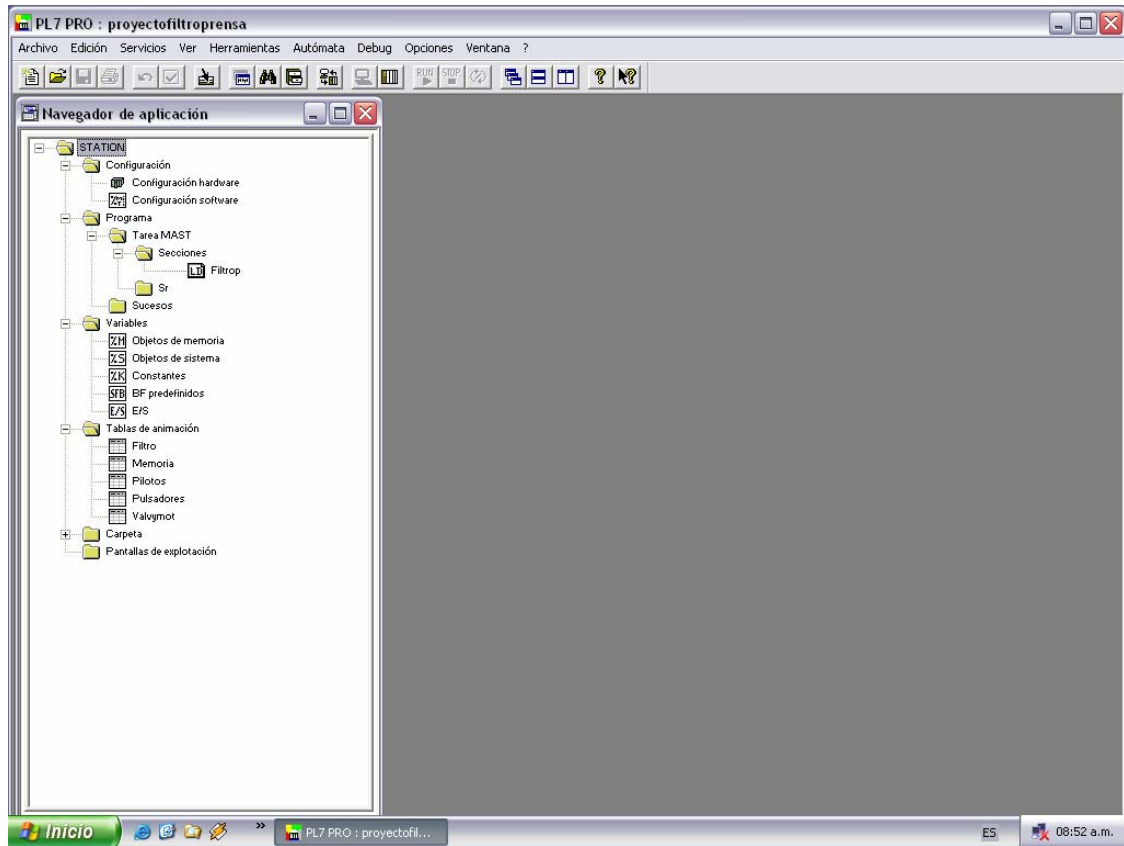 PL7 PRO : proyectofiltroprensa
Archivo Edición Servicios Ver Herramientas Autómata Debug Opciones Ventana ?
RUN STOP
Navegador de aplicación
STATION
Configuración
Configuración hardware
Configuración software
Programa
Tarea MAST
Secciones
LD Filtrop
Sr
Sucesos
Variables
%M Objetos de memoria
%S Objetos de sistema
%K Constantes
SFB BF predefinidos
E/S E/S
Tablas de animación
Filtro
Memoria
Pilotos
Pulsadores
Valvymot
Carpeta
Pantallas de explotación
Inicio » PL7 PRO : proyectofil... ES 08:52 a.m.